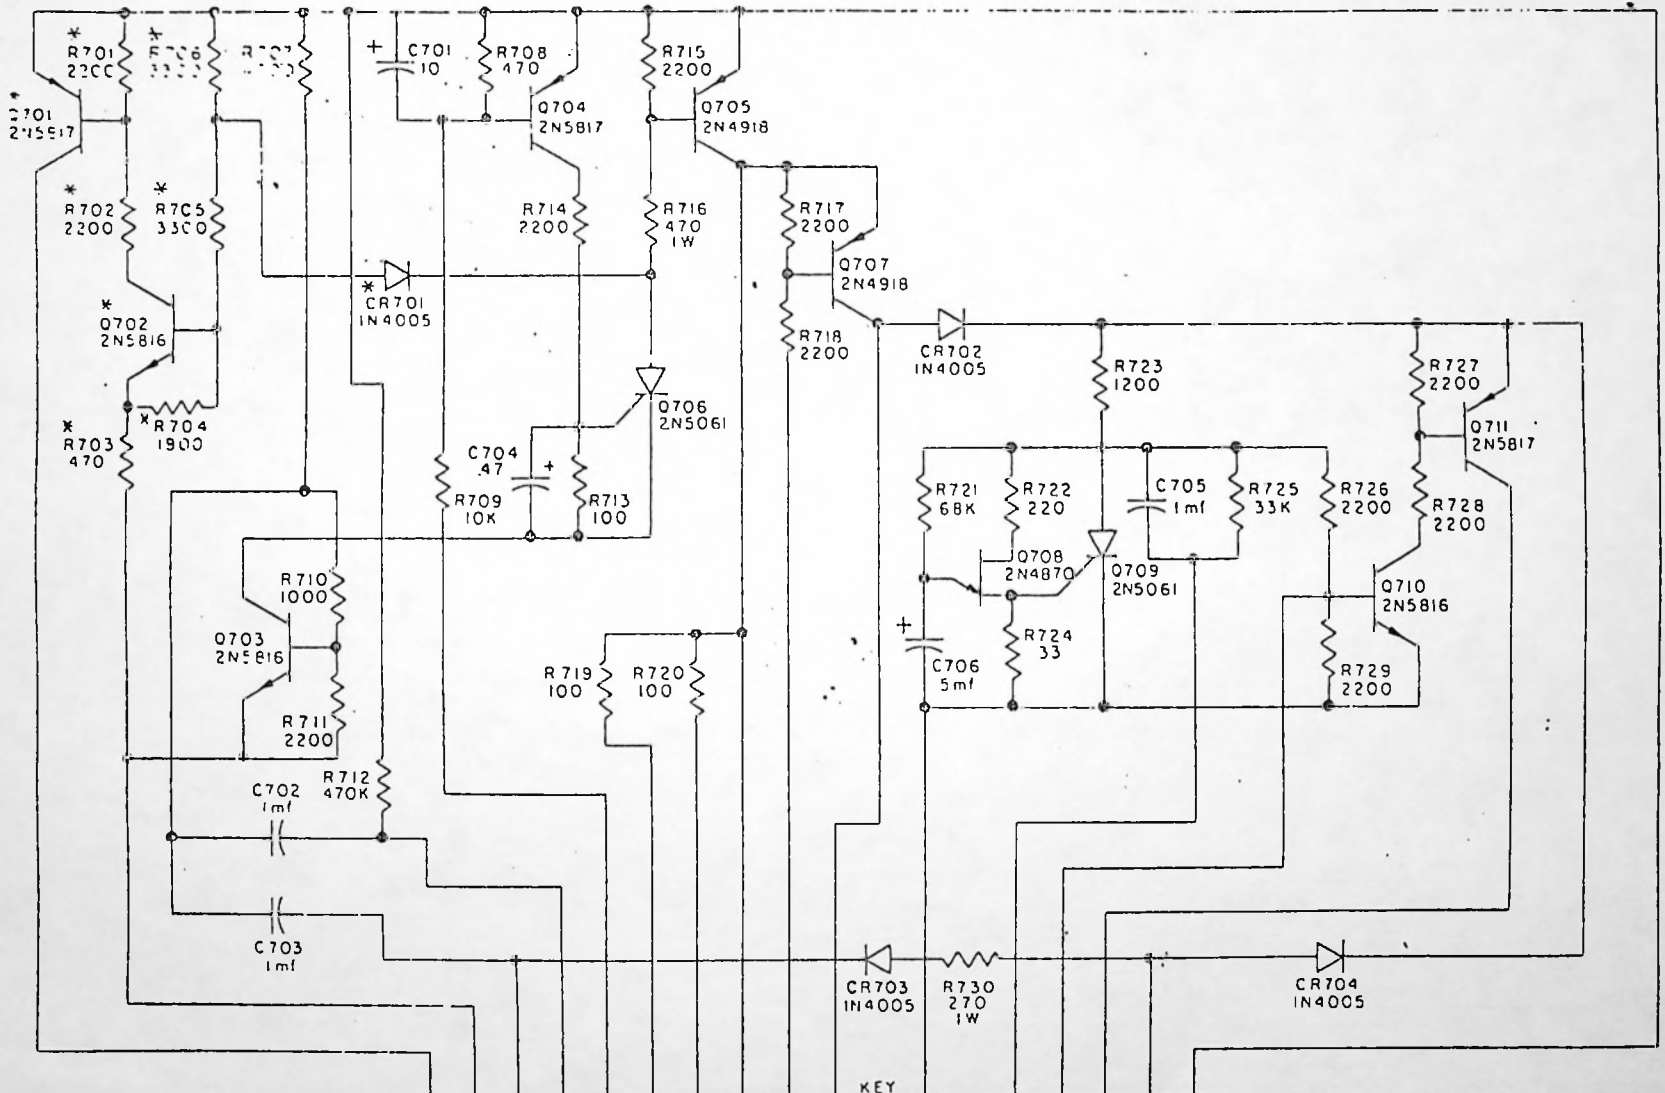 *
R701
2200
*
C701
10
+
R708
470
R715
2200
*
2N5817
Q704
2N5817
Q705
2N4918
*
R702
2200
*
R705
3300
R714
2200
R716
470
1W
R717
2200
Q707
2N4918
*
CR701
1N4005
*
Q702
2N5816
R718
2200
CR702
1N4005
R723
1200
R727
2200
*
R703
470
*
R704
1900
Q706
2N5061
Q711
2N5817
C704
.47
+
R709
10K
R713
100
R721
68K
R722
220
C705
1mf
R725
33K
R726
2200
R728
2200
R710
1000
Q708
2N4870
Q709
2N5061
Q710
2N5816
Q703
2N5816
+
R724
33
R719
100
R720
100
C706
5mf
R729
2200
R711
2200
R712
470K
C702
1mf
C703
1mf
CR703
1N4005
R730
270
1W
CR704
1N4005
KEY